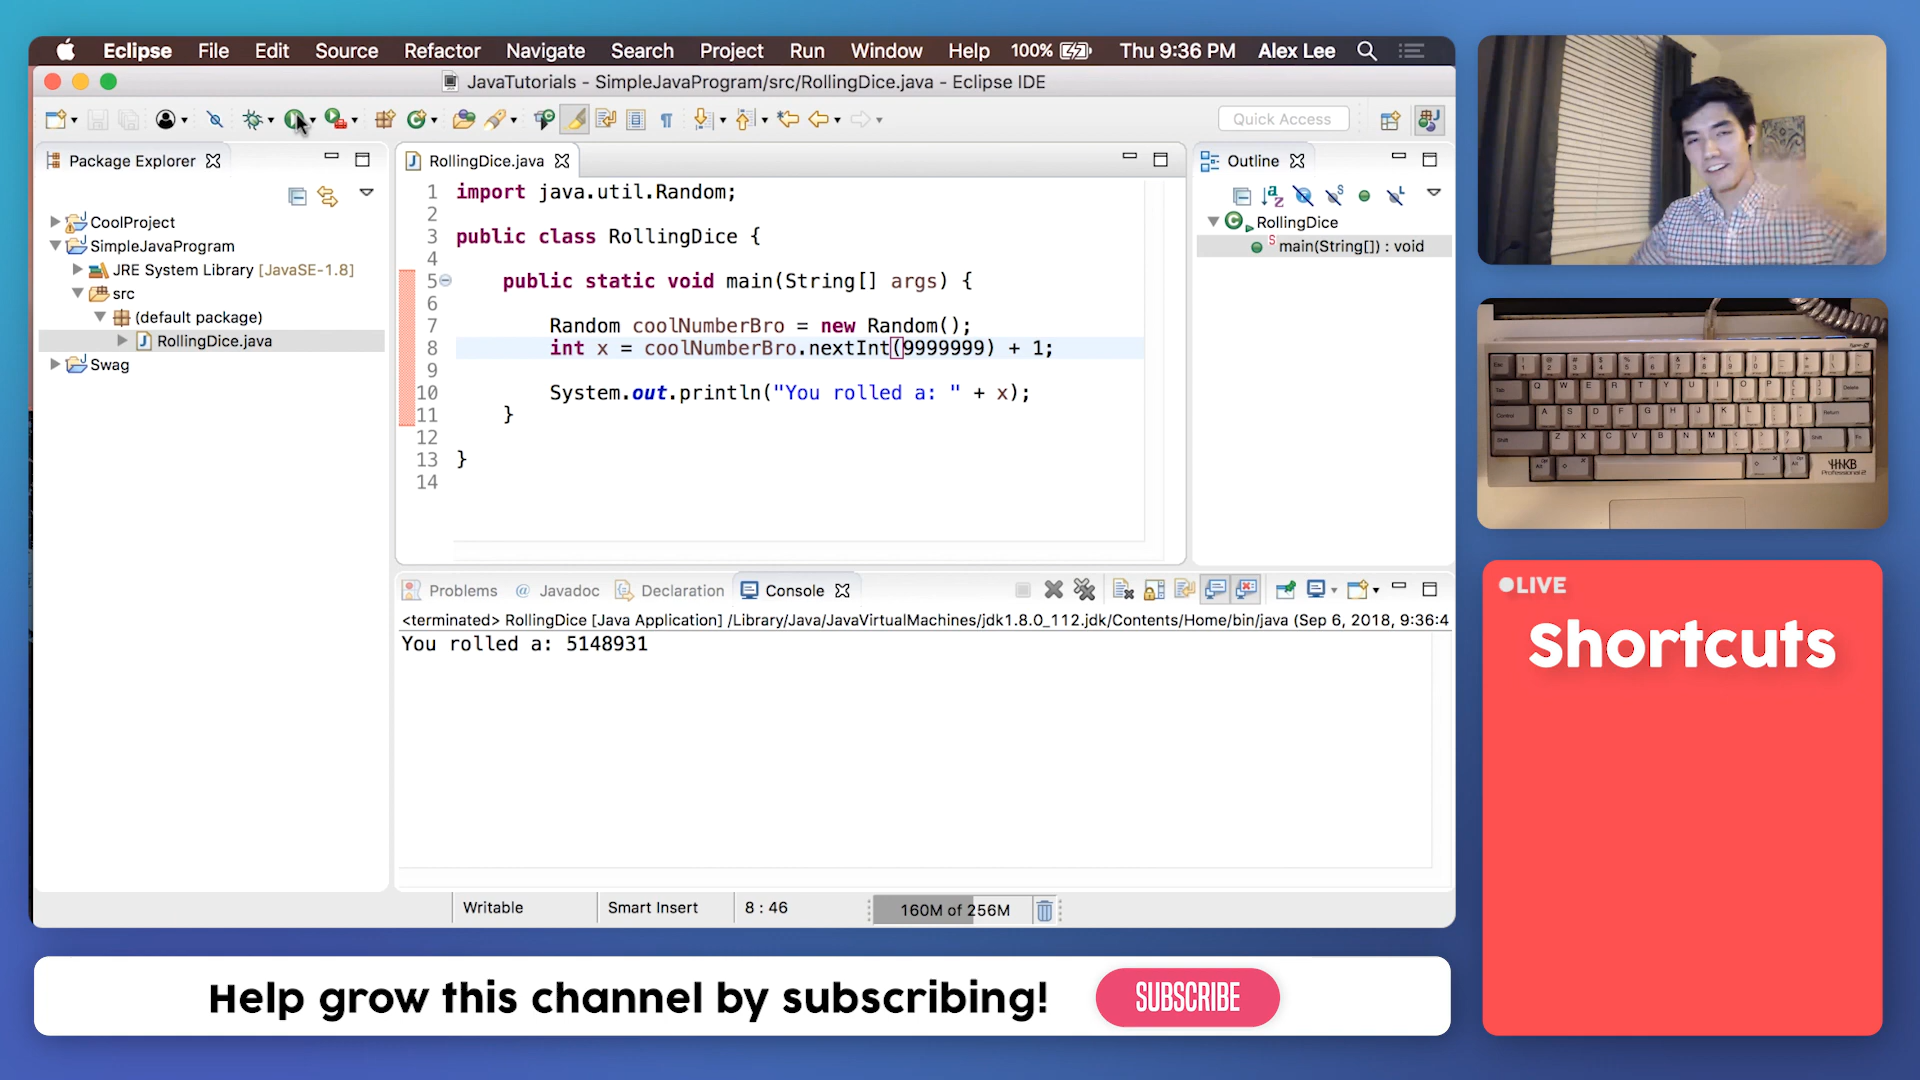 Eclipse File Edit Source Refactor Navigate Search Project Run Window Help 100% Thu 9:36 PM Alex Lee
JavaTutorials - SimpleJavaProgram/src/RollingDice.java - Eclipse IDE
Quick Access
Package Explorer
CoolProject
SimpleJavaProgram
JRE System Library [JavaSE-1.8]
src
(default package)
RollingDice.java
Swag
RollingDice.java
1 import java.util.Random;
2
3 public class RollingDice {
4
5 public static void main(String[] args) {
6
7 Random coolNumberBro = new Random();
8 int x = coolNumberBro.nextInt(9999999) + 1;
9
10 System.out.println("You rolled a: " + x);
11 }
12
13 }
14
Outline
RollingDice
main(String[]) : void
Problems @ Javadoc Declaration Console
<terminated> RollingDice [Java Application] /Library/Java/JavaVirtualMachines/jdk1.8.0_112.jdk/Contents/Home/bin/java (Sep 6, 2018, 9:36:4
You rolled a: 5148931
Writable Smart Insert 8 : 46 160M of 256M
Q W E R T Y U I O P
A S D F G H J K L
Z X C V B N M
HHKB
Professional 2
LIVE
Shortcuts
Help grow this channel by subscribing!
SUBSCRIBE